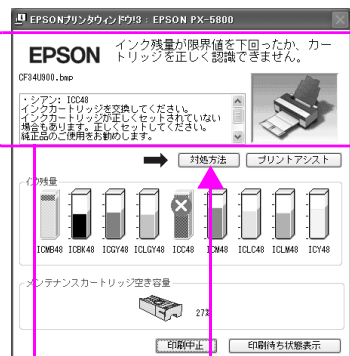 EPSONプリンタウィンドウ!3 : EPSON PX-5800
EPSON
インク残量が限界値を下回ったか、カー
トリッジを正しく認識できません。
CF34U900.bmp
・シアン: ICC48
インクカートリッジを交換してください。
インクカートリッジが正しくセットされていない
場合もあります。正しくセットしてください。
純正品のご使用をお勧めします。
対処方法
プリントアシスト
インク残量
ICMB48 ICBK48 ICGY48 ICLGY48 ICC48 ICM48 ICLC48 ICLM48 ICY48
メンテナンスカートリッジ空き容量
27%
印刷中止
印刷待ち状態表示